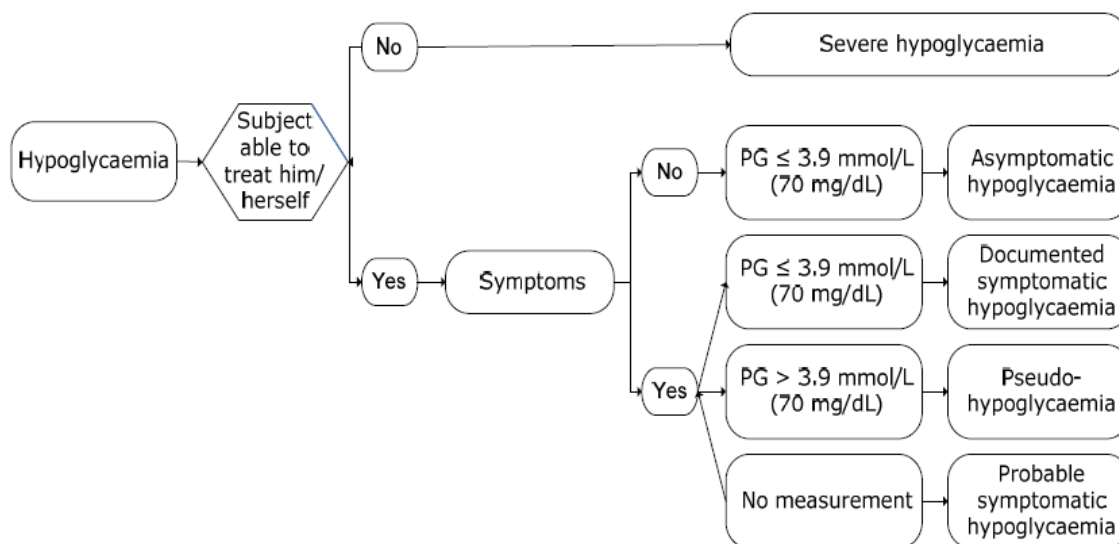 No
Severe hypoglycaemia
Hypoglycaemia
Subject
able to
treat him/
herself
No
PG ≤ 3.9 mmol/L
(70 mg/dL)
Asymptomatic
hypoglycaemia
Yes
Symptoms
PG ≤ 3.9 mmol/L
(70 mg/dL)
Documented
symptomatic
hypoglycaemia
Yes
PG > 3.9 mmol/L
(70 mg/dL)
Pseudo-
hypoglycaemia
No measurement
Probable
symptomatic
hypoglycaemia